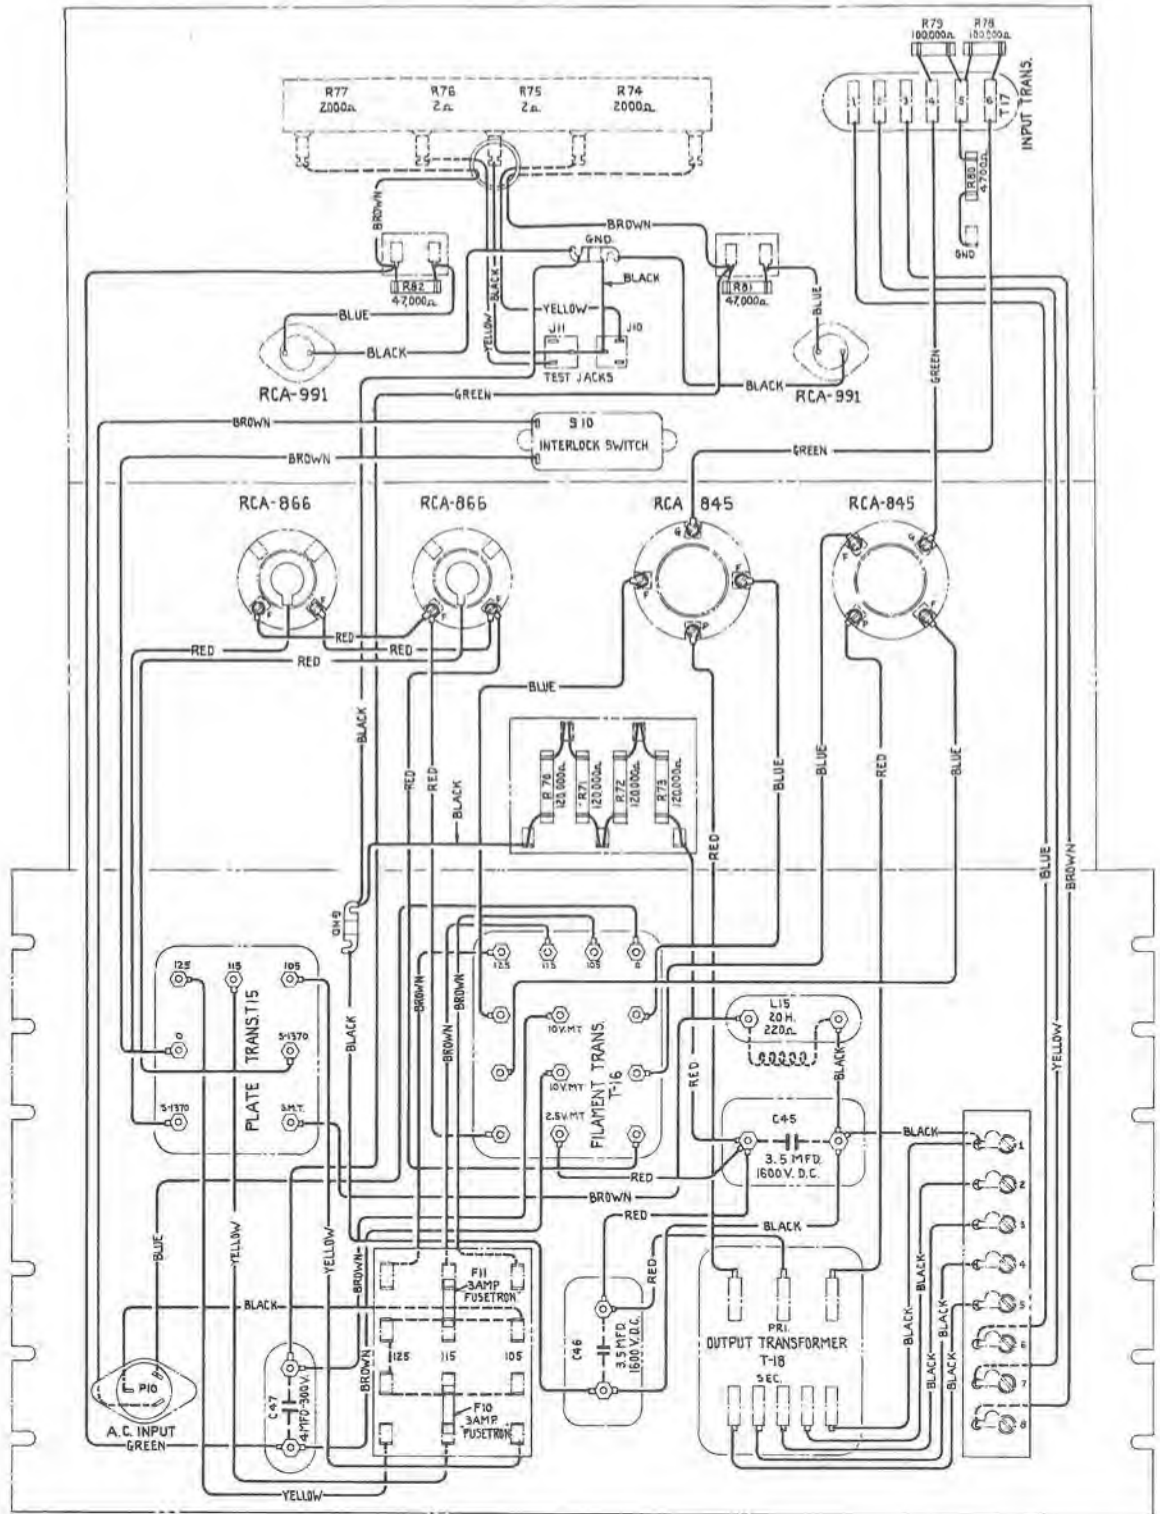 R79
100,000Ω
R78
100,000Ω
R77
2000Ω
R76
2Ω
R75
2Ω
R74
2000Ω
1
2
3
4
5
6
T17
INPUT TRANS.
R80
4700Ω
GND
BROWN
BROWN
GND.
BLACK
R82
47,000Ω
BLACK
YELLOW
YELLOW
R81
47,000Ω
BLUE
BLUE
J11
J10
TEST JACKS
BLACK
BLACK
RCA-991
RCA-991
GREEN
GREEN
BROWN
S10
INTERLOCK SWITCH
BROWN
GREEN
RCA-866
RCA-866
RCA 845
RCA-845
G
F
F
P
F
G
P
F
F
F
F
F
RED
RED
RED
RED
BLUE
BLACK
RED
RED
BLACK
R70
120,000Ω
R71
120,000Ω
R72
120,000Ω
R73
120,000Ω
BLUE
BLUE
RED
BLUE
RED
BLUE
BROWN
GND
125
115
105
0
S-1370
S-1370
S.M.T.
PLATE TRANS. T15
BLACK
BROWN
BROWN
BROWN
125
115
105
0
10V.MT
10V.MT
2.5V.MT
FILAMENT TRANS.
T-16
L15
20 H.
220Ω
BLACK
RED
YELLOW
C45
3.5 MFD.
1600 V. D.C.
BLACK
RED
BROWN
RED
BLACK
1
2
3
4
5
6
7
8
BLUE
YELLOW
YELLOW
BROWN
BROWN
BLACK
F11
3AMP
FUSETRON
125
115
105
F10
3AMP
FUSETRON
P10
A.C. INPUT
GREEN
C47
4MFD-300V.
YELLOW
C46
3.5 MFD.
1600 V. D.C.
RED
PRI.
OUTPUT TRANSFORMER
T-18
SEC.
BLACK
BLACK
BLACK
BLACK